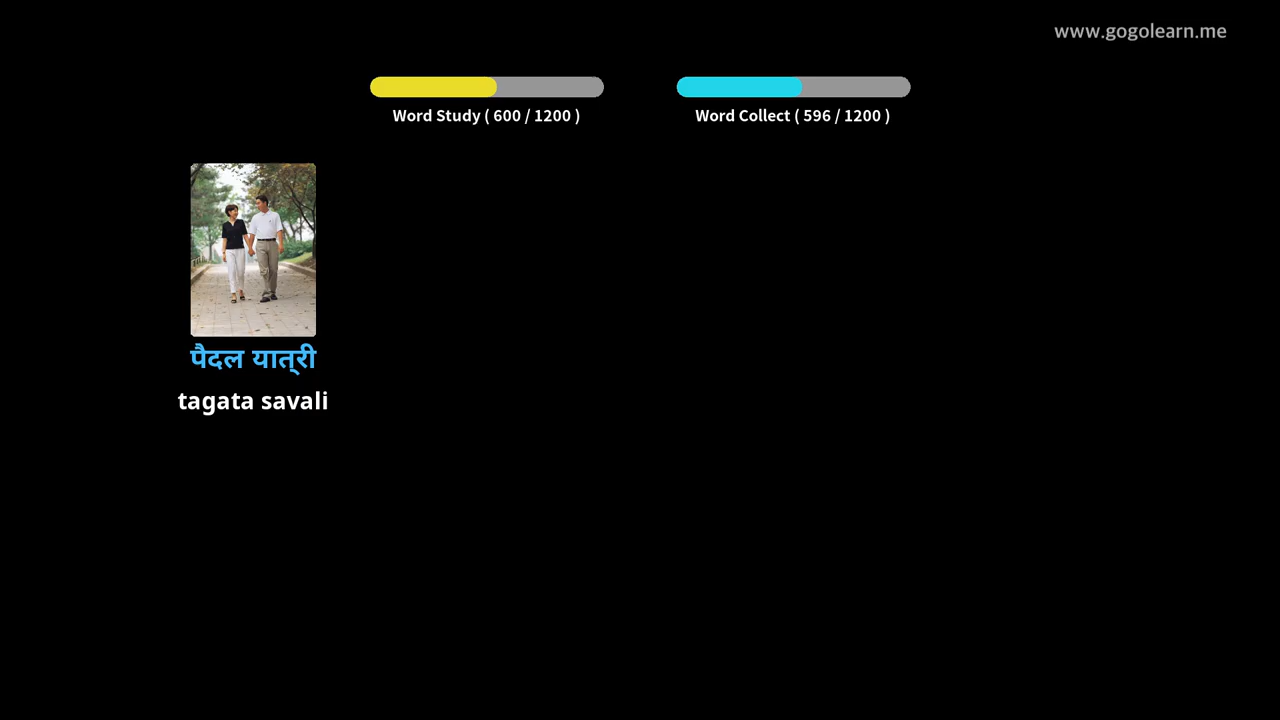 www.gogolearn.me
Word Study ( 600 / 1200 )
Word Collect ( 596 / 1200 )
पैदल यात्री
tagata savali